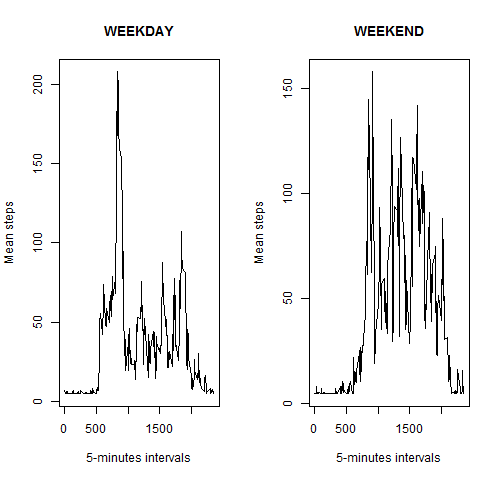 WEEKDAY
Mean steps
200
150
100
50
0
0 500 1500
5-minutes intervals
WEEKEND
Mean steps
150
100
50
0
0 500 1500
5-minutes intervals